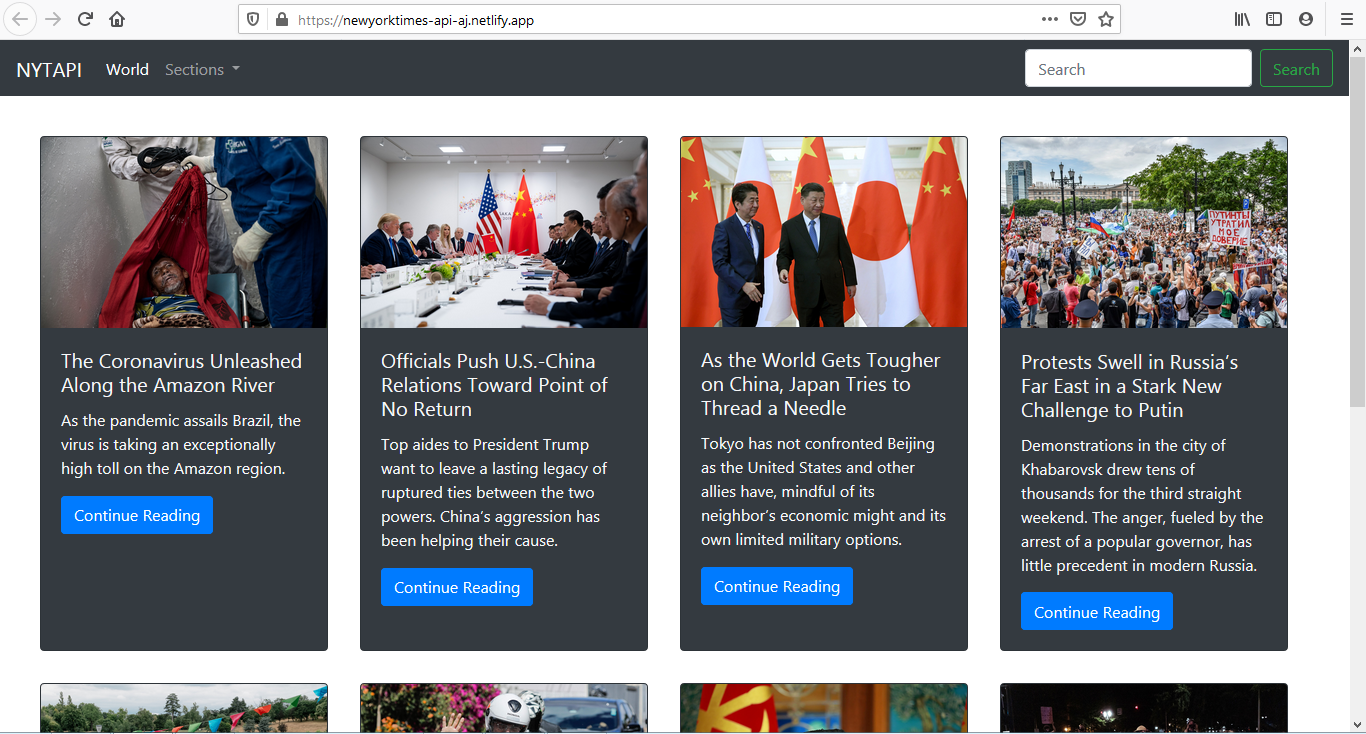 https://newyorktimes-api-aj.netlify.app
NYTAPI World Sections Search Search
The Coronavirus Unleashed
Along the Amazon River
As the pandemic assails Brazil, the
virus is taking an exceptionally
high toll on the Amazon region.
Continue Reading
Officials Push U.S.-China
Relations Toward Point of
No Return
Top aides to President Trump
want to leave a lasting legacy of
ruptured ties between the two
powers. China’s aggression has
been helping their cause.
Continue Reading
As the World Gets Tougher
on China, Japan Tries to
Thread a Needle
Tokyo has not confronted Beijing
as the United States and other
allies have, mindful of its
neighbor’s economic might and its
own limited military options.
Continue Reading
ПУТИН ТЫ
УТРАТИЛ
МОЕ
ДОВЕРИЕ
Protests Swell in Russia’s
Far East in a Stark New
Challenge to Putin
Demonstrations in the city of
Khabarovsk drew tens of
thousands for the third straight
weekend. The anger, fueled by the
arrest of a popular governor, has
little precedent in modern Russia.
Continue Reading